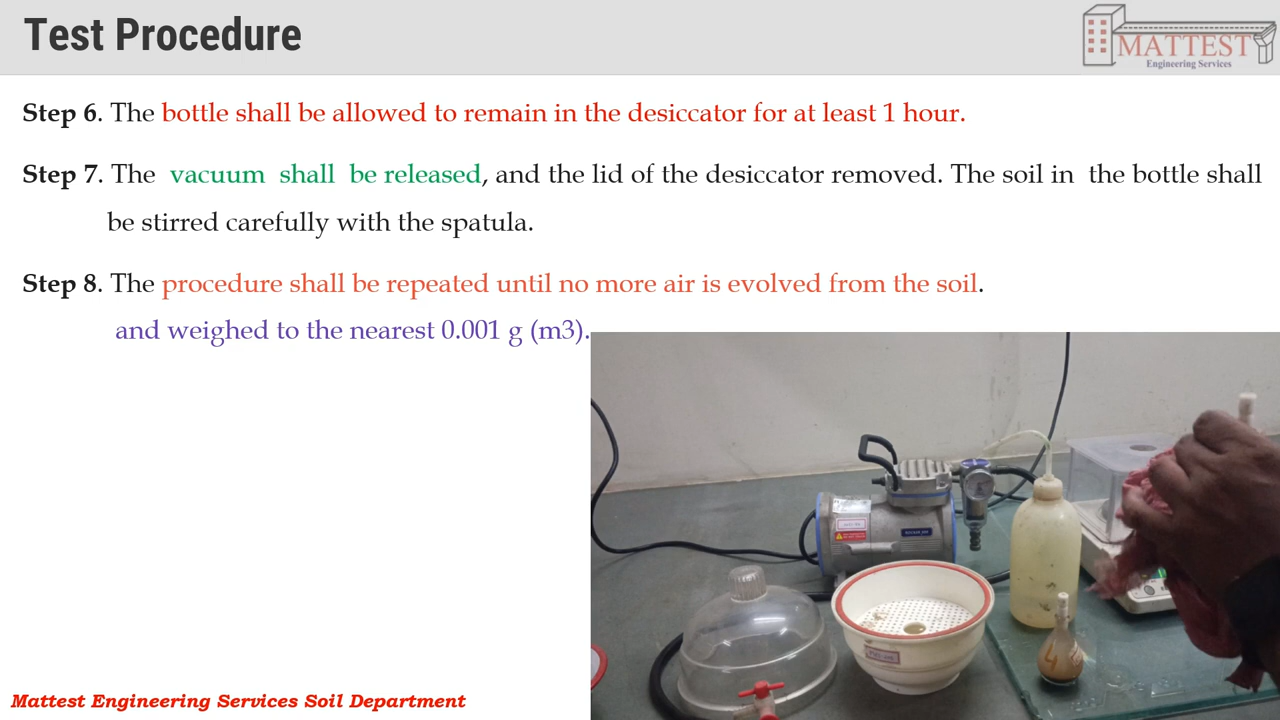 Test Procedure
MATTEST
Engineering Services
Step 6. The bottle shall be allowed to remain in the desiccator for at least 1 hour.
Step 7. The vacuum shall be released, and the lid of the desiccator removed. The soil in the bottle shall
be stirred carefully with the spatula.
Step 8. The procedure shall be repeated until no more air is evolved from the soil.
and weighed to the nearest 0.001 g (m3).
4
Mattest Engineering Services Soil Department